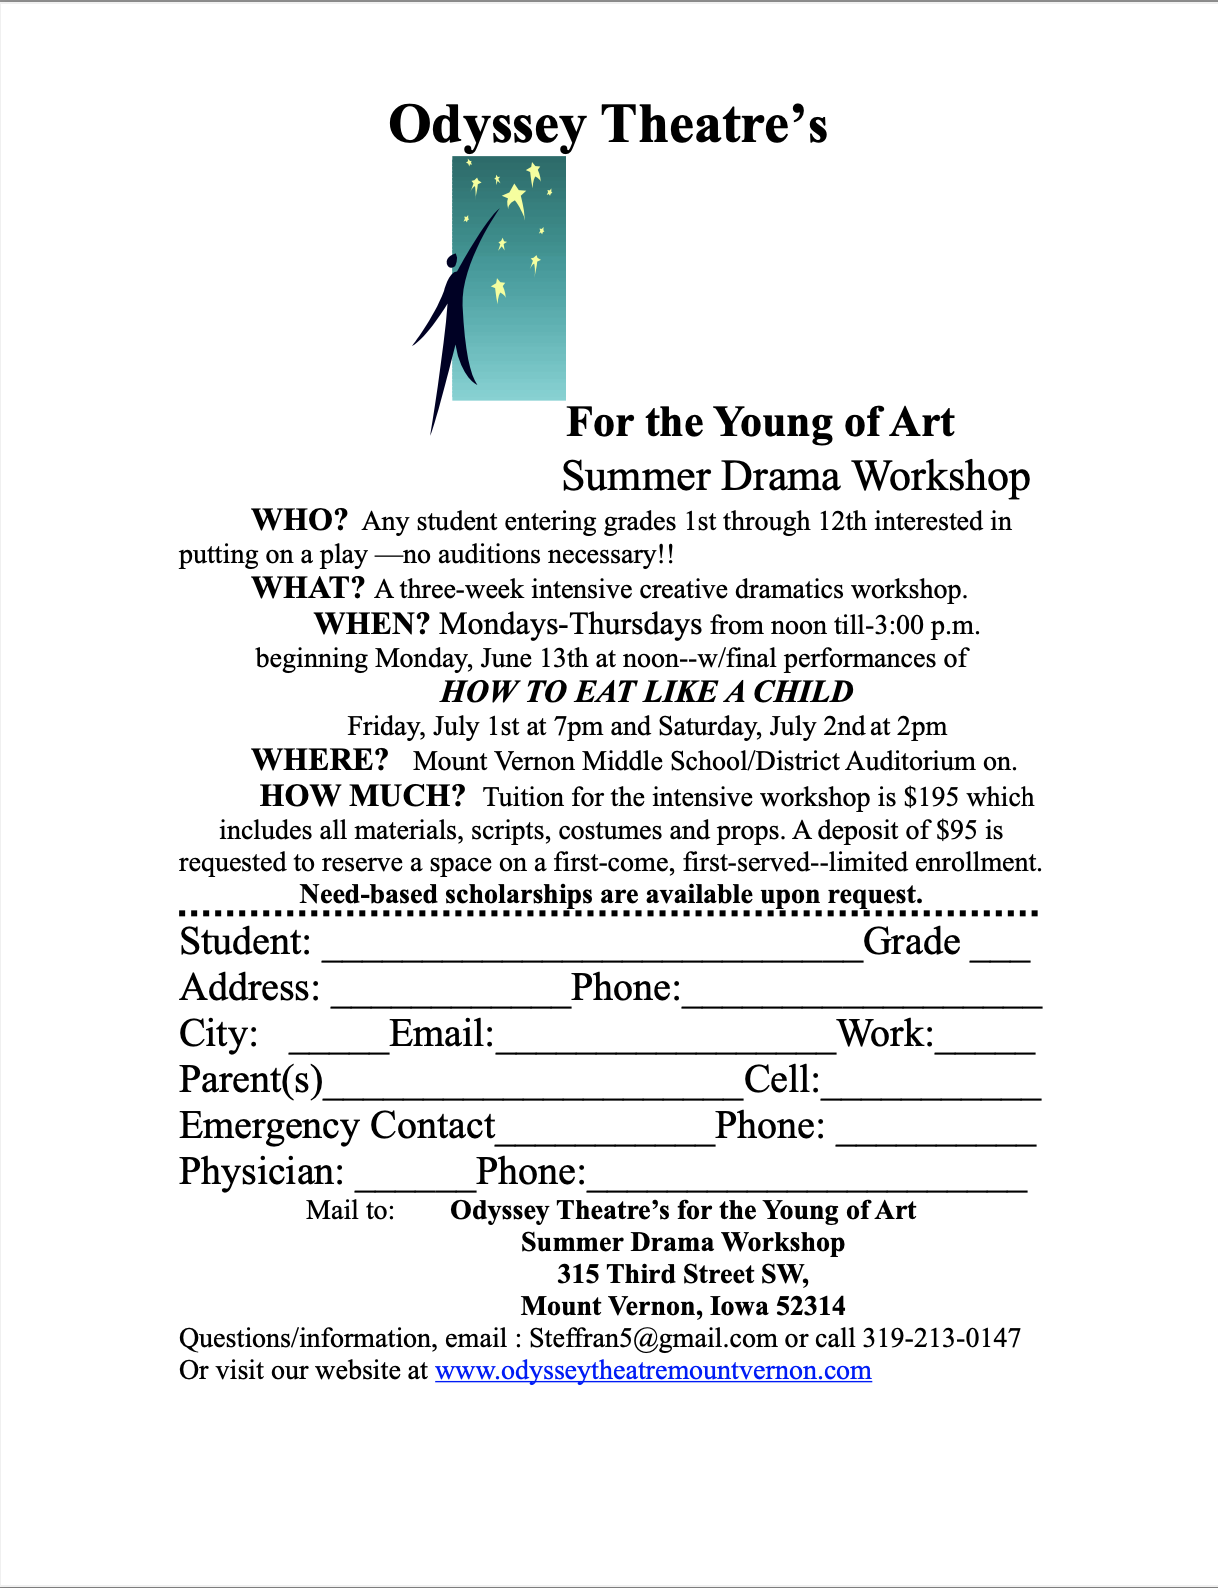 Odyssey Theatre’s
For the Young of Art
Summer Drama Workshop
WHO? Any student entering grades 1st through 12th interested in
putting on a play —no auditions necessary!!
WHAT? A three-week intensive creative dramatics workshop.
WHEN? Mondays-Thursdays from noon till-3:00 p.m.
beginning Monday, June 13th at noon--w/final performances of
HOW TO EAT LIKE A CHILD
Friday, July 1st at 7pm and Saturday, July 2nd at 2pm
WHERE? Mount Vernon Middle School/District Auditorium on.
HOW MUCH? Tuition for the intensive workshop is $195 which
includes all materials, scripts, costumes and props. A deposit of $95 is
requested to reserve a space on a first-come, first-served--limited enrollment.
Need-based scholarships are available upon request.
Student: ___________________________Grade ___
Address: ____________Phone:__________________
City: _____Email:_________________Work:_____
Parent(s)_____________________Cell:___________
Emergency Contact___________Phone: __________
Physician: ______Phone:______________________
Mail to: Odyssey Theatre’s for the Young of Art
Summer Drama Workshop
315 Third Street SW,
Mount Vernon, Iowa 52314
Questions/information, email : Steffran5@gmail.com or call 319-213-0147
Or visit our website at www.odysseytheatremountvernon.com